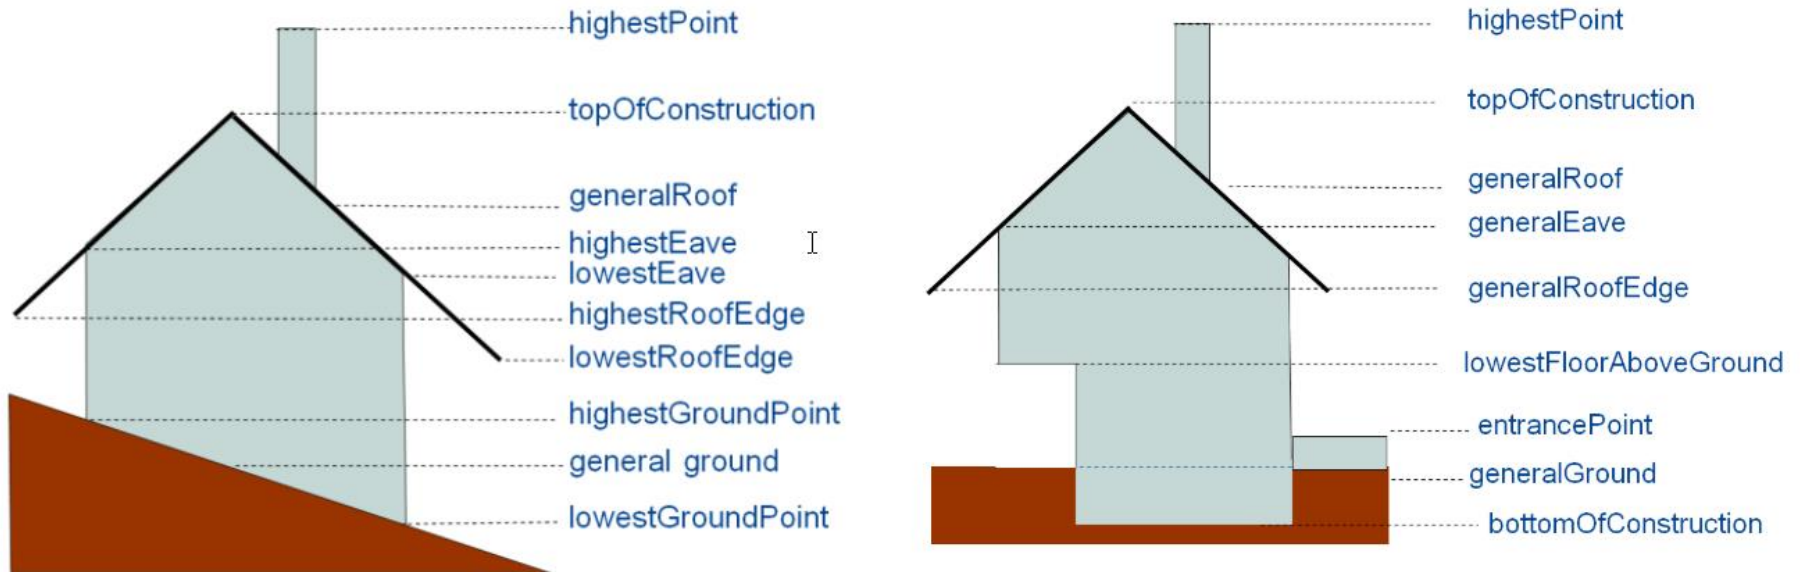 highestPoint
topOfConstruction
generalRoof
highestEave
lowestEave
highestRoofEdge
lowestRoofEdge
highestGroundPoint
general ground
lowestGroundPoint
highestPoint
topOfConstruction
generalRoof
generalEave
generalRoofEdge
lowestFloorAboveGround
entrancePoint
generalGround
bottomOfConstruction